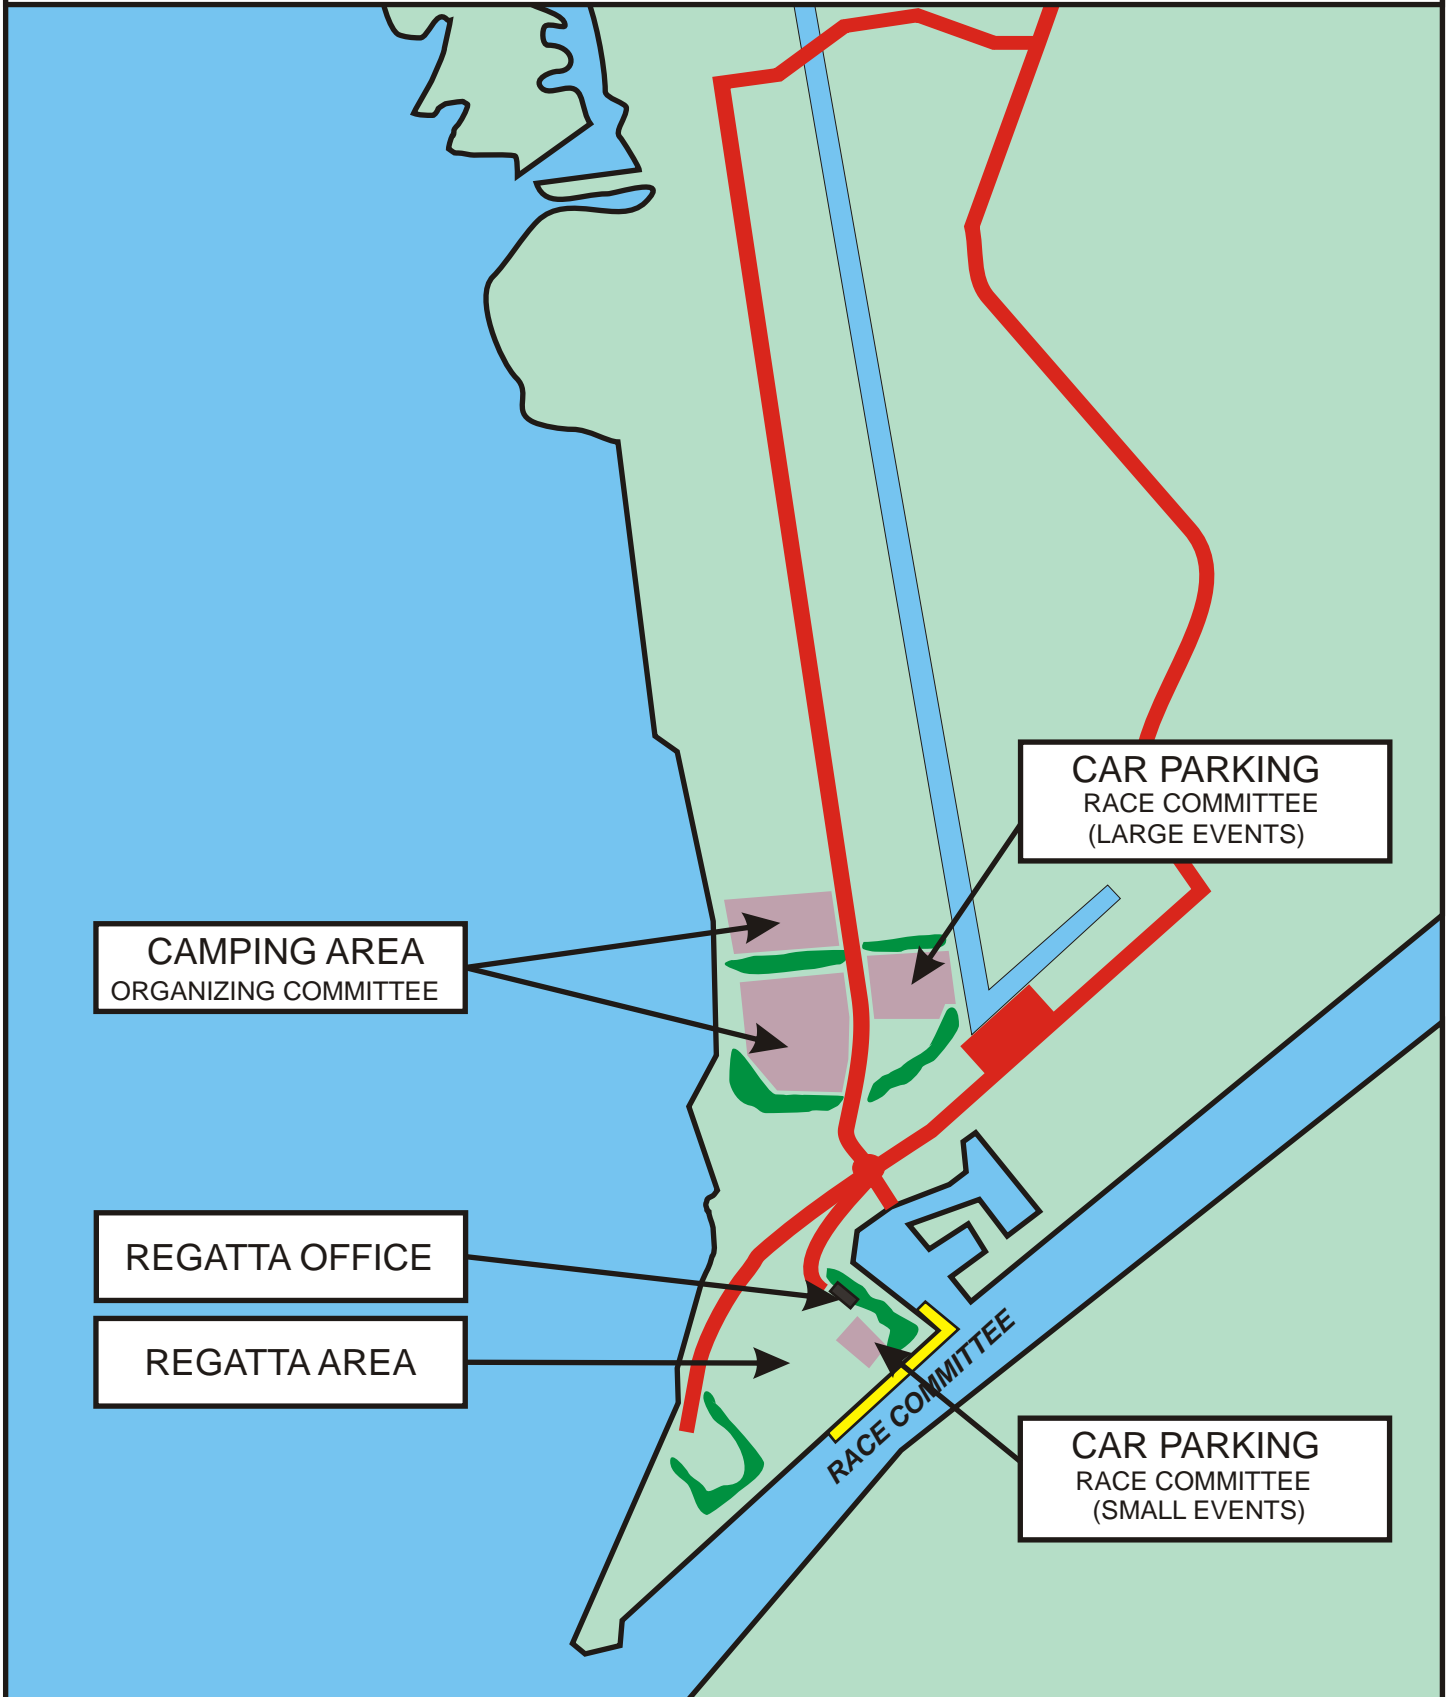 CAR PARKING
RACE COMMITTEE
(LARGE EVENTS)
CAMPING AREA
ORGANIZING COMMITTEE
REGATTA OFFICE
REGATTA AREA
RACE COMMITTEE
CAR PARKING
RACE COMMITTEE
(SMALL EVENTS)